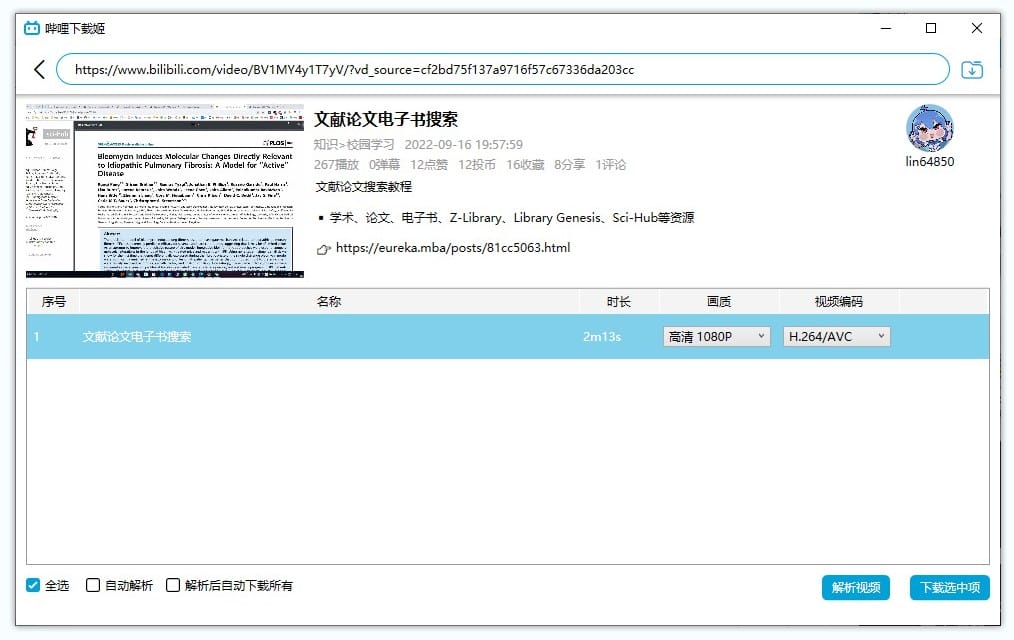 哔哩下载姬
https://www.bilibili.com/video/BV1MY4y1T7yV/?vd_source=cf2bd75f137a9716f57c67336da203cc
文献论文电子书搜索
知识>校园学习 2022-09-16 19:57:59
267播放 0弹幕 12点赞 12投币 16收藏 8分享 1评论
lin64850
文献论文搜索教程
▪ 学术、论文、电子书、Z-Library、Library Genesis、Sci-Hub等资源
👉 https://eureka.mba/posts/81cc5063.html
sci-hub
PLOS
Bleomycin Induces Molecular Changes Directly Relevant
to Idiopathic Pulmonary Fibrosis: A Model for "Active"
Disease
Abstract
序号 名称 时长 画质 视频编码
1 文献论文电子书搜索 2m13s 高清 1080P H.264/AVC
全选 自动解析 解析后自动下载所有 解析视频 下载选中项